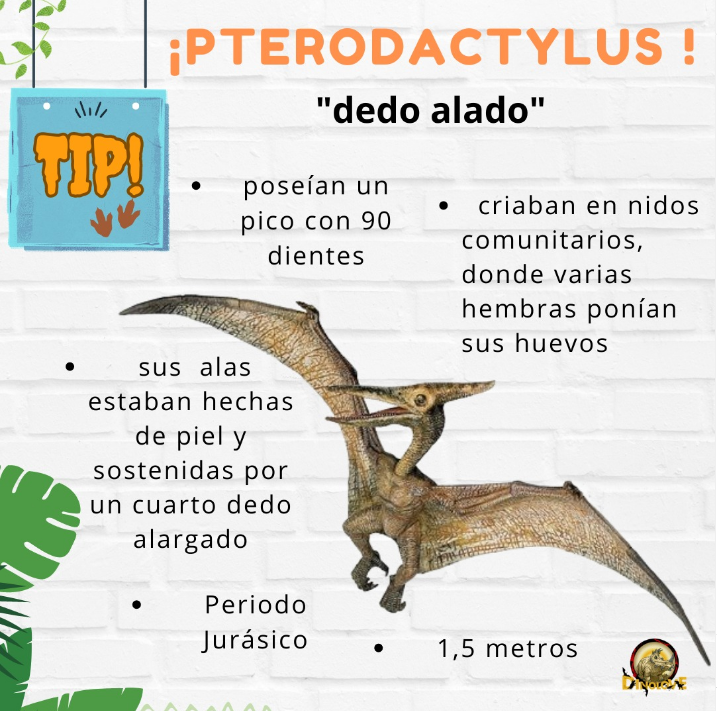 ¡PTERODACTYLUS !
"dedo alado"
TIP!
• poseían un
pico con 90
dientes
• criaban en nidos
comunitarios,
donde varias
hembras ponían
sus huevos
• sus alas
estaban hechas
de piel y
sostenidas por
un cuarto dedo
alargado
• Periodo
Jurásico
• 1,5 metros